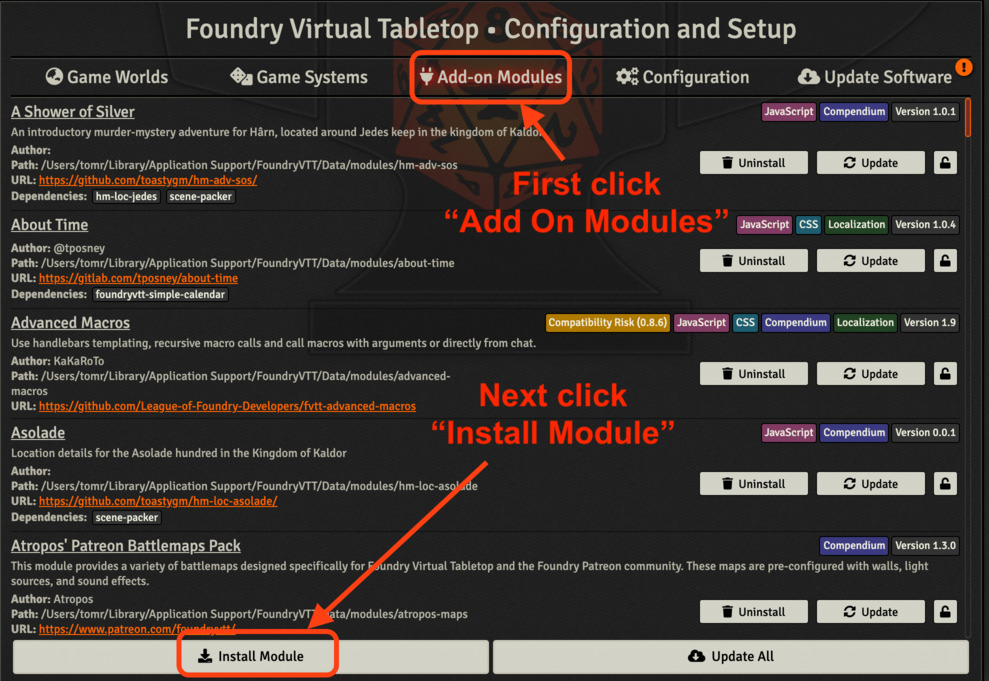 Foundry Virtual Tabletop • Configuration and Setup
Game Worlds Game Systems Add-on Modules Configuration Update Software !
A Shower of Silver JavaScript Compendium Version 1.0.1
An introductory murder-mystery adventure for Hârn, located around Jedes keep in the kingdom of Kaldor.
Author:
Path: /Users/tomr/Library/Application Support/FoundryVTT/Data/modules/hm-adv-sos
Uninstall Update
URL: https://github.com/toastygm/hm-adv-sos/
Dependencies: hm-loc-jedes scene-packer
First click
“Add On Modules”
About Time JavaScript CSS Localization Version 1.0.4
Author: @tposney
Path: /Users/tomr/Library/Application Support/FoundryVTT/Data/modules/about-time
Uninstall Update
URL: https://gitlab.com/tposney/about-time
Dependencies: foundryvtt-simple-calendar
Advanced Macros Compatibility Risk (0.8.6) JavaScript CSS Compendium Localization Version 1.9
Use handlebars templating, recursive macro calls and call macros with arguments or directly from chat.
Author: KaKaRoTo
Path: /Users/tomr/Library/Application Support/FoundryVTT/Data/modules/advanced-
macros
Uninstall Update
URL: https://github.com/League-of-Foundry-Developers/fvtt-advanced-macros
Next click
“Install Module”
Asolade JavaScript Compendium Version 0.0.1
Location details for the Asolade hundred in the Kingdom of Kaldor
Author:
Path: /Users/tomr/Library/Application Support/FoundryVTT/Data/modules/hm-loc-asolade
Uninstall Update
URL: https://github.com/toastygm/hm-loc-asolade/
Dependencies: scene-packer
Atropos' Patreon Battlemaps Pack Compendium Version 1.3.0
This module provides a variety of battlemaps designed specifically for Foundry Virtual Tabletop and the Foundry Patreon community. These maps are pre-configured with walls, light
sources, and sound effects.
Author: Atropos
Path: /Users/tomr/Library/Application Support/FoundryVTT/Data/modules/atropos-maps
Uninstall Update
URL: https://www.patreon.com/foundryvtt/
Install Module Update All